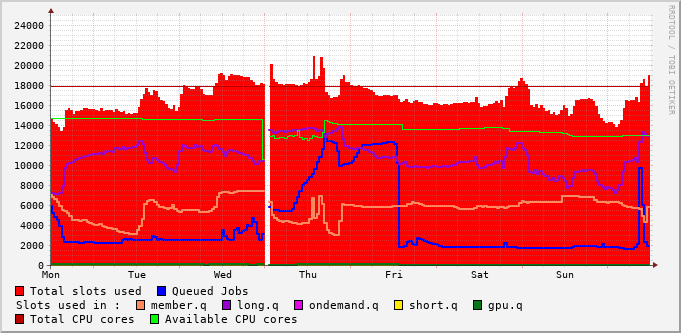 RRDTOOL / TOBI OETIKER
24000
22000
20000
18000
16000
14000
12000
10000
8000
6000
4000
2000
0
Mon Tue Wed Thu Fri Sat Sun
Total slots used Queued Jobs
Slots used in : member.q long.q ondemand.q short.q gpu.q
Total CPU cores Available CPU cores